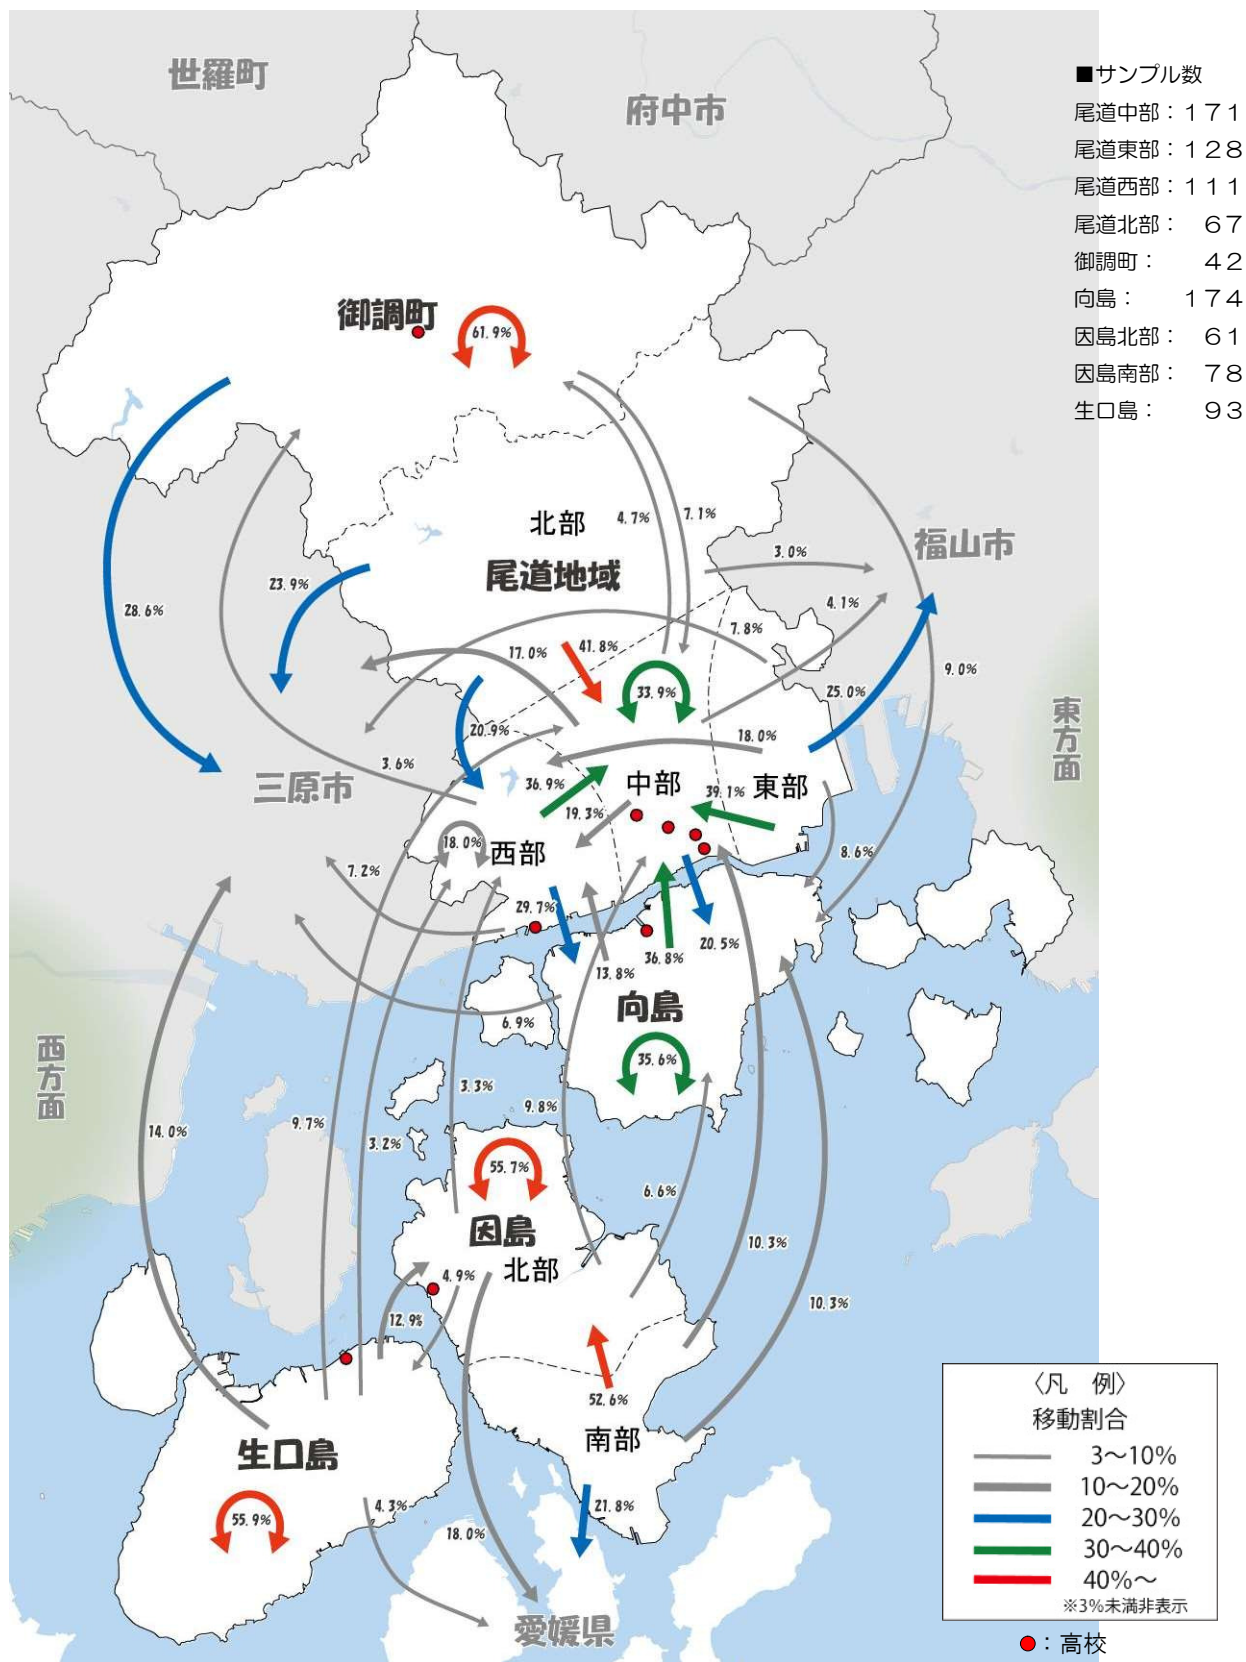 世羅町
府中市
■サンプル数
尾道中部：１７１
尾道東部：１２８
尾道西部：１１１
尾道北部：　６７
御調町：　　４２
向島：　　１７４
因島北部：　６１
因島南部：　７８
生口島：　　９３
御調町
61.9%
北部
4.7%
7.1%
福山市
3.0%
尾道地域
23.9%
28.6%
4.1%
7.8%
17.0%
41.8%
9.0%
33.9%
25.0%
東方面
20.9%
18.0%
3.6%
三原市
36.9%
中部
39.1%
東部
19.3%
18.0%
西部
8.6%
7.2%
29.7%
20.5%
36.8%
13.8%
向島
6.9%
西方面
35.6%
3.3%
9.8%
9.7%
14.0%
3.2%
55.7%
6.6%
因島
10.3%
北部
4.9%
10.3%
12.9%
52.6%
南部
生口島
4.3%
21.8%
55.9%
18.0%
愛媛県
〈凡　例〉
移動割合
3～10%
10～20%
20～30%
30～40%
40%～
※3%未満非表示
：高校